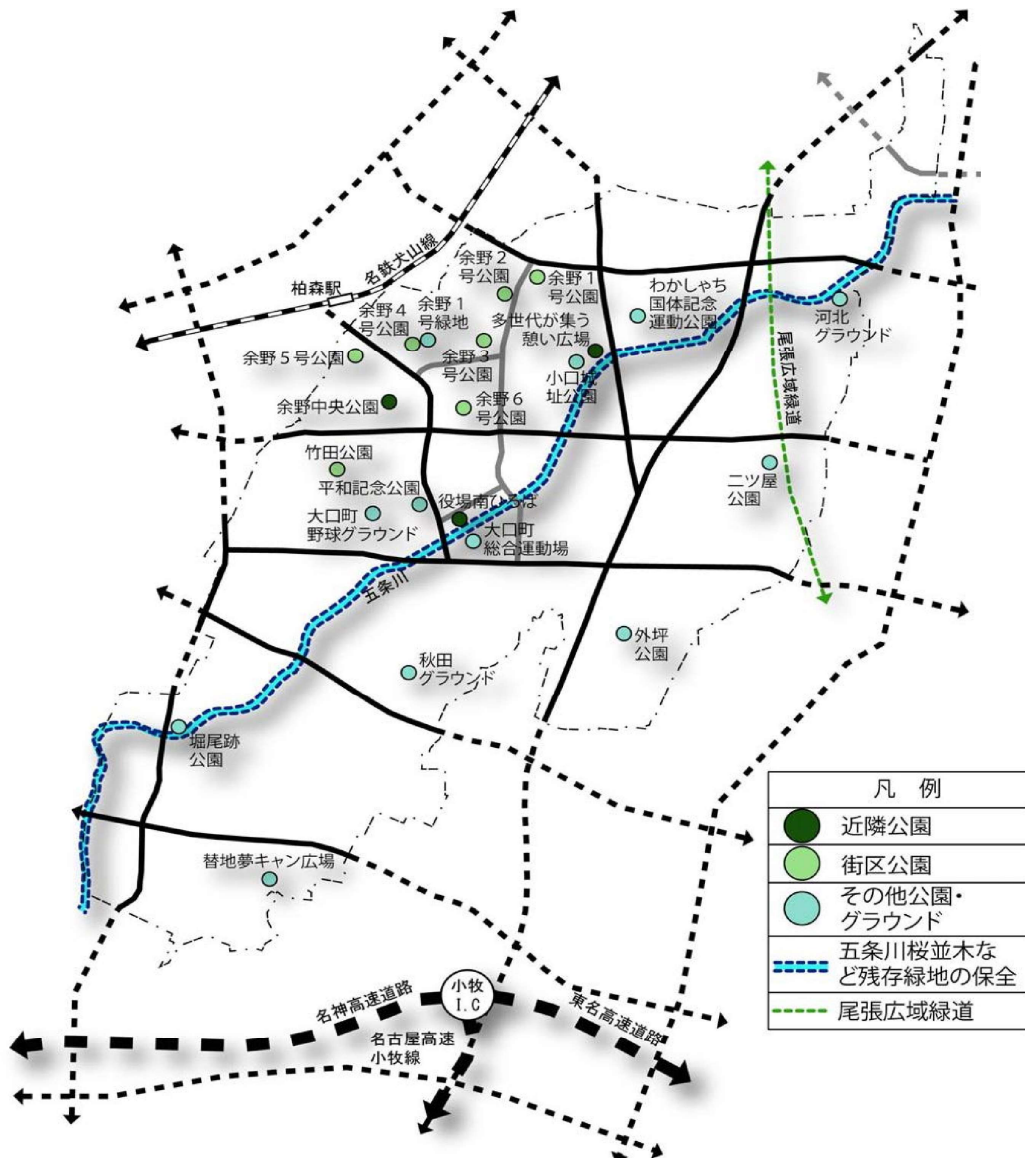 名鉄犬山線
柏森駅
余野２
号公園
余野１
号公園
余野４
号公園
余野１
号緑地
多世代が集う
憩い広場
わかしゃち
国体記念
運動公園
河北
グラウンド
尾張広域緑道
余野５号公園
余野３
号公園
小口城
址公園
余野中央公園
余野６
号公園
竹田公園
平和記念公園
役場南ひろば
大口町
野球グラウンド
大口町
総合運動場
二ツ屋
公園
五条川
外坪
公園
秋田
グラウンド
堀尾跡
公園
替地夢キャン広場
小牧
I.C
名神高速道路
東名高速道路
名古屋高速
小牧線
凡 例
近隣公園
街区公園
その他公園・
グラウンド
五条川桜並木な
ど残存緑地の保全
尾張広域緑道